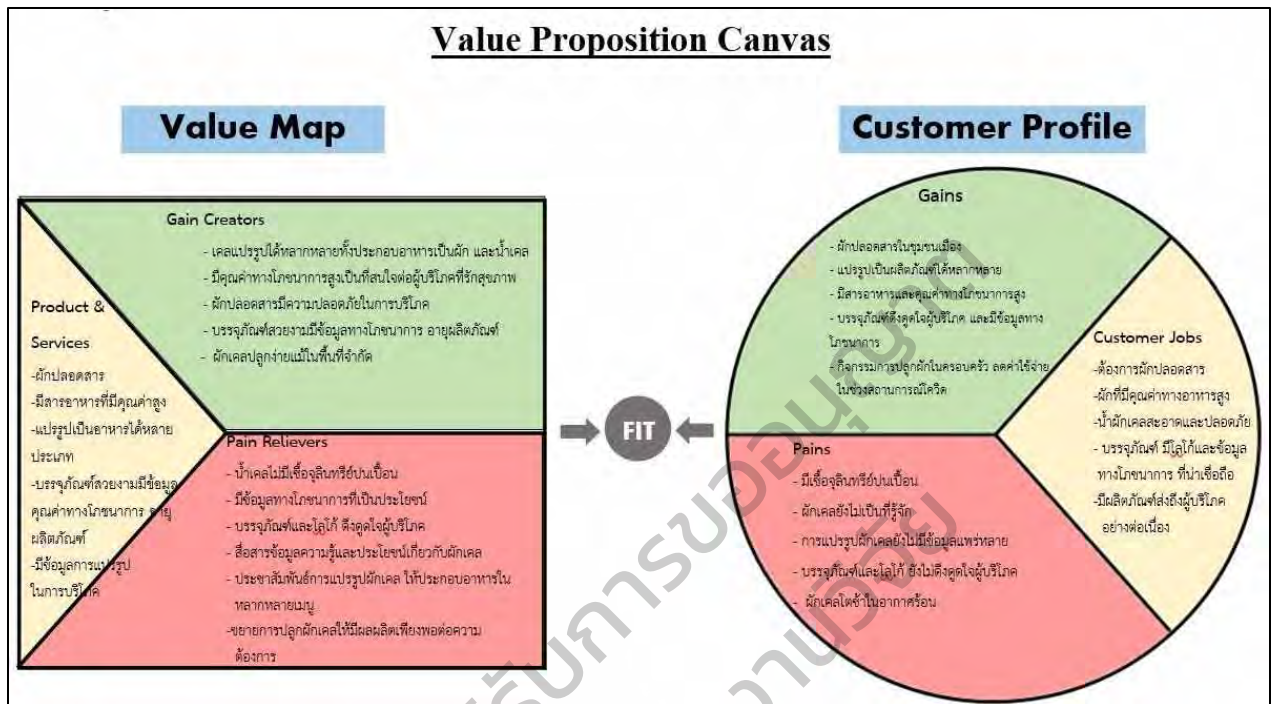 Value Proposition Canvas
Value Map
Gain Creators
- เคลแปรรูปได้หลากหลายทั้งประกอบอาหารเป็นผัก และน้ำเคล
- มีคุณค่าทางโภชนาการสูงเป็นที่สนใจต่อผู้บริโภคที่รักสุขภาพ
- ผักปลอดสารมีความปลอดภัยในการบริโภค
- บรรจุภัณฑ์สวยงามมีข้อมูลทางโภชนาการ อายุผลิตภัณฑ์
- ผักเคลปลูกง่ายแม้ในพื้นที่จำกัด
Product &
Services
-ผักปลอดสาร
-มีสารอาหารที่มีคุณค่าสูง
-แปรรูปเป็นอาหารได้หลาย
ประเภท
-บรรจุภัณฑ์สวยงามมีข้อมูล
คุณค่าทางโภชนาการ อายุ
ผลิตภัณฑ์
-มีข้อมูลการแปรรูป
ในการบริโภค
Pain Relievers
- น้ำเคลไม่มีเชื้อจุลินทรีย์ปนเปื้อน
- มีข้อมูลทางโภชนาการที่เป็นประโยชน์
- บรรจุภัณฑ์และโลโก้ ดึงดูดใจผู้บริโภค
- สื่อสารข้อมูลความรู้และประโยชน์เกี่ยวกับผักเคล
- ประชาสัมพันธ์การแปรรูปผักเคล ให้ประกอบอาหารใน
หลากหลายเมนู
-ขยายการปลูกผักเคลให้มีผลผลิตเพียงพอต่อความ
ต้องการ
FIT
Customer Profile
Gains
- ผักปลอดสารในชุมชนเมือง
- แปรรูปเป็นผลิตภัณฑ์ได้หลากหลาย
- มีสารอาหารและคุณค่าทางโภชนาการสูง
- บรรจุภัณฑ์ดึงดูดใจผู้บริโภค และมีข้อมูลทาง
โภชนาการ
- กิจกรรมการปลูกผักในครอบครัว ลดค่าใช้จ่าย
ในช่วงสถานการณ์โควิด
Customer Jobs
-ต้องการผักปลอดสาร
-ผักที่มีคุณค่าทางอาหารสูง
-น้ำผักเคลสะอาดและปลอดภัย
- บรรจุภัณฑ์ มีโลโก้และข้อมูล
ทางโภชนาการ ที่น่าเชื่อถือ
-มีผลิตภัณฑ์ส่งถึงผู้บริโภค
อย่างต่อเนื่อง
Pains
- มีเชื้อจุลินทรีย์ปนเปื้อน
- ผักเคลยังไม่เป็นที่รู้จัก
- การแปรรูปผักเคลยังไม่มีข้อมูลแพร่หลาย
- บรรจุภัณฑ์และโลโก้ ยังไม่ดึงดูดใจผู้บริโภค
- ผักเคลโตช้าในอากาศร้อน